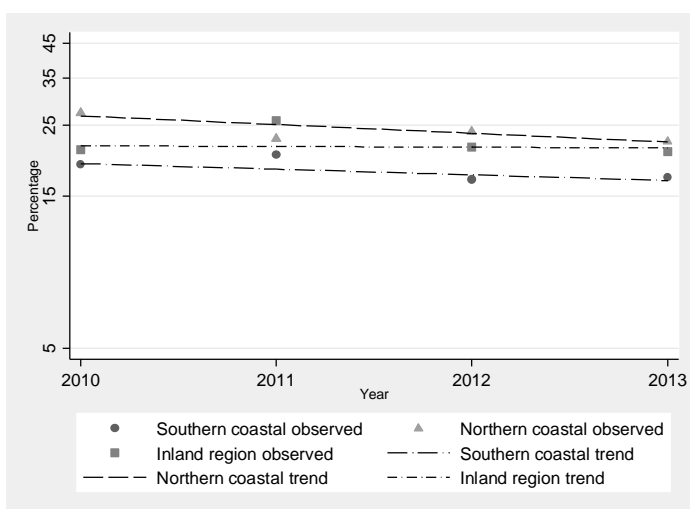 45
35
25
15
5
Percentage
2010 2011 2012 2013
Year
Southern coastal observed Northern coastal observed
Inland region observed Southern coastal trend
Northern coastal trend Inland region trend